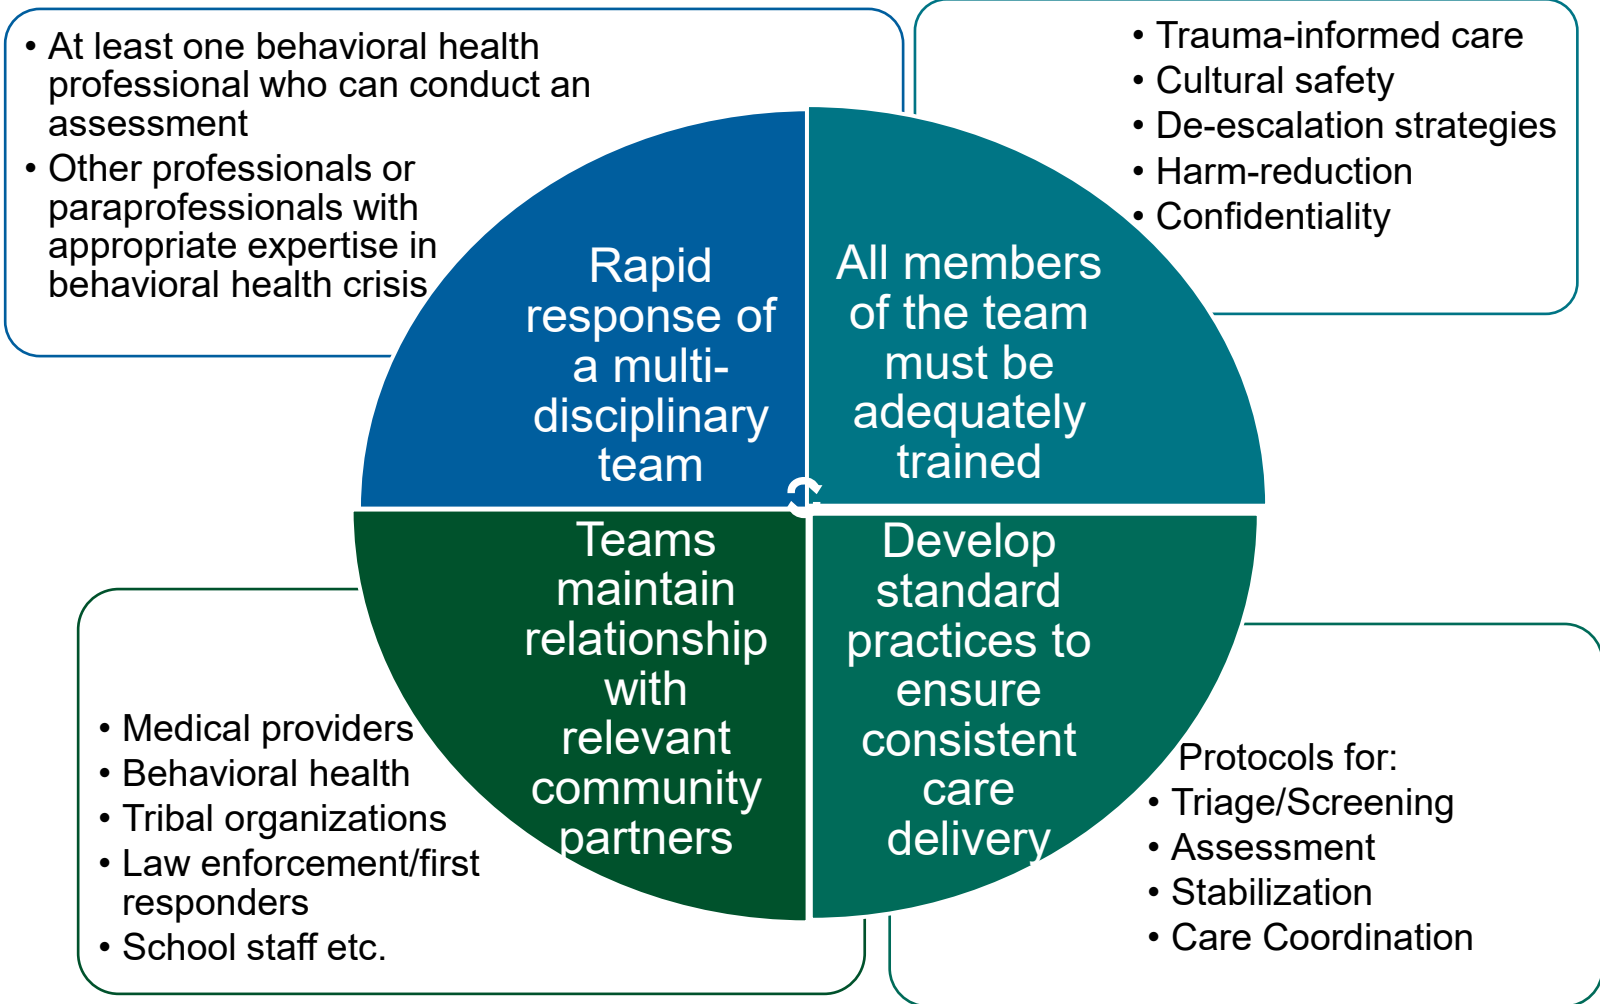 • At least one behavioral health
professional who can conduct an
assessment
• Other professionals or
paraprofessionals with
appropriate expertise in
behavioral health crisis
Rapid
response of
a multi-
disciplinary
team
• Trauma-informed care
• Cultural safety
• De-escalation strategies
• Harm-reduction
• Confidentiality
All members
of the team
must be
adequately
trained
Teams
maintain
relationship
with
relevant
community
partners
• Medical providers
• Behavioral health
• Tribal organizations
• Law enforcement/first
responders
• School staff etc.
Develop
standard
practices to
ensure
consistent
care
delivery
Protocols for:
• Triage/Screening
• Assessment
• Stabilization
• Care Coordination